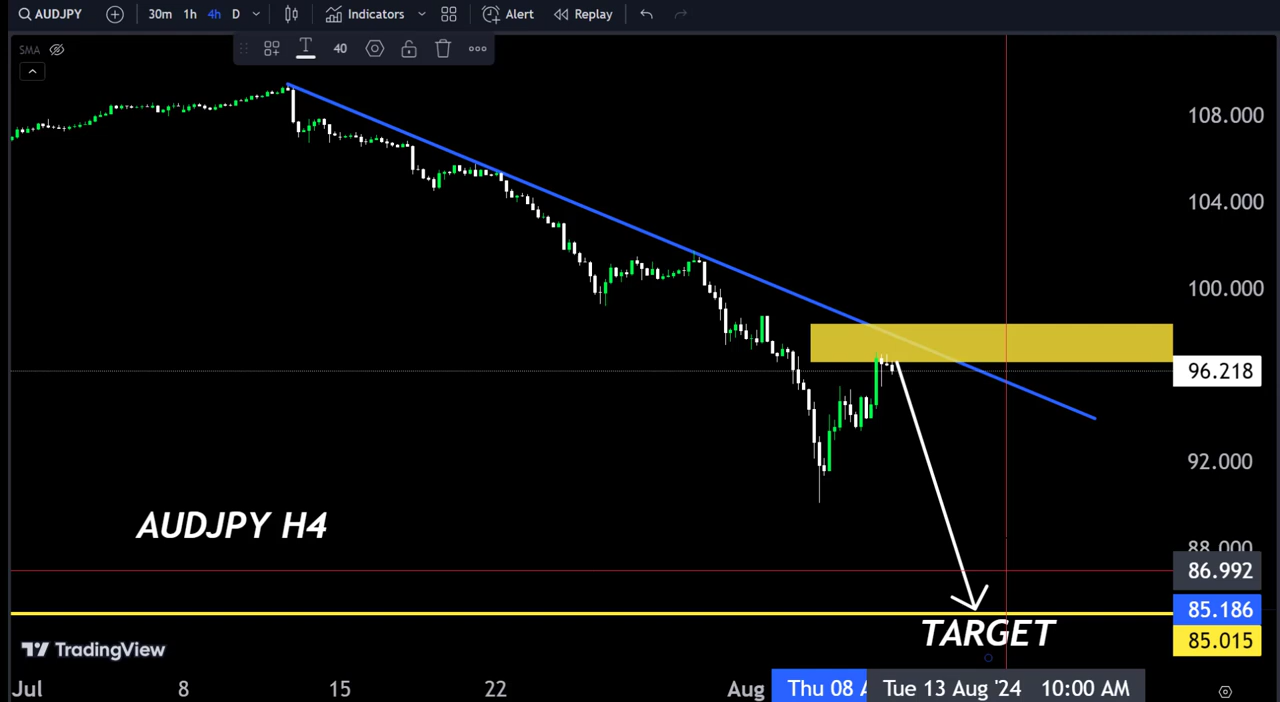 AUDJPY 30m 1h 4h D Indicators Alert Replay
40
SMA
108.000
104.000
100.000
96.218
92.000
AUDJPY H4
88.000
86.992
85.186
TARGET
85.015
TradingView
Jul 8 15 22 Aug Thu 08 Tue 13 Aug '24 10:00 AM